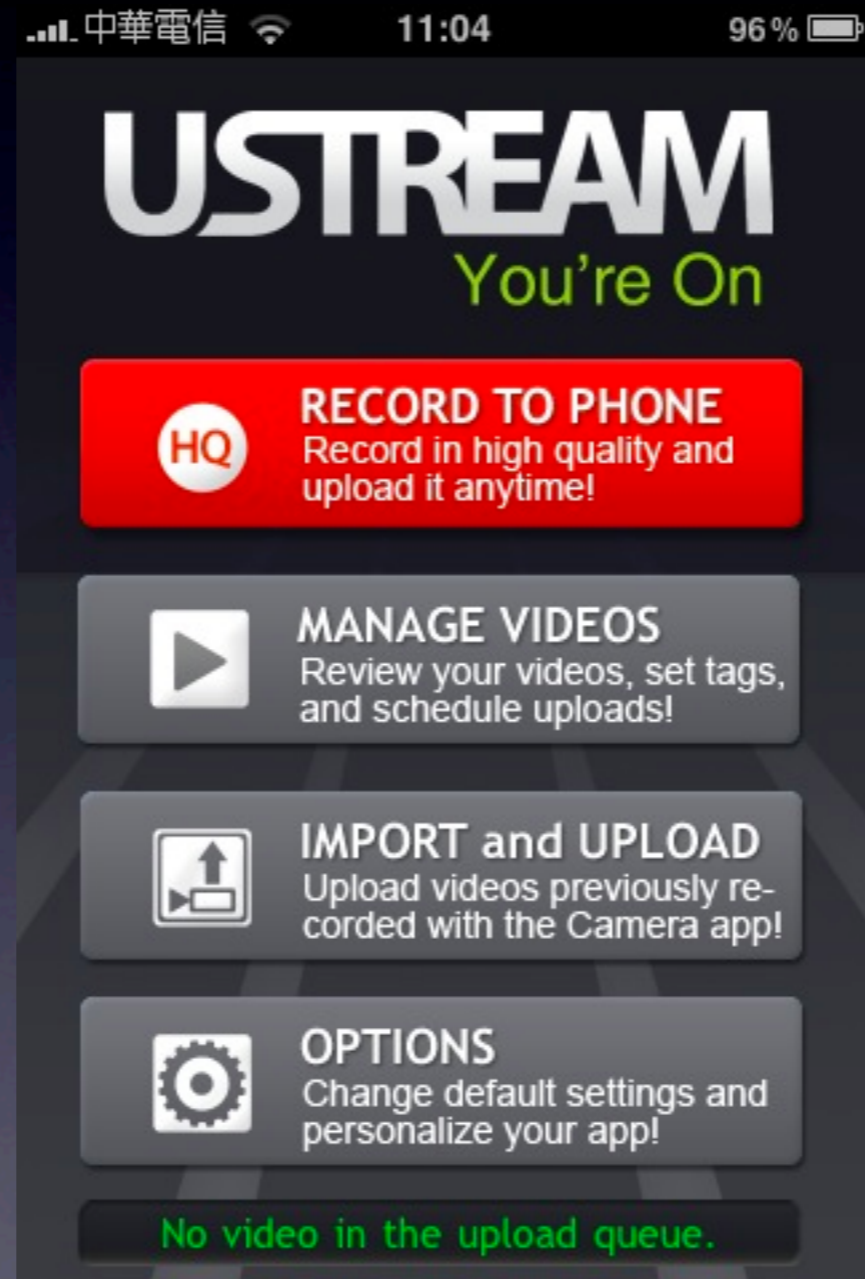 中華電信 11:04 96%
USTREAM
You're On
HQ
RECORD TO PHONE
Record in high quality and
upload it anytime!
MANAGE VIDEOS
Review your videos, set tags,
and schedule uploads!
IMPORT and UPLOAD
Upload videos previously re-
corded with the Camera app!
OPTIONS
Change default settings and
personalize your app!
No video in the upload queue.